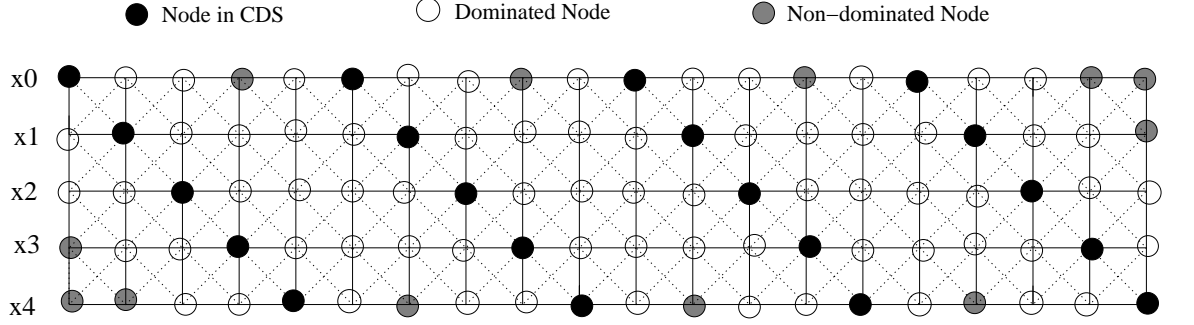 Node in CDS
Dominated Node
Non−dominated Node
x0
x1
x2
x3
x4